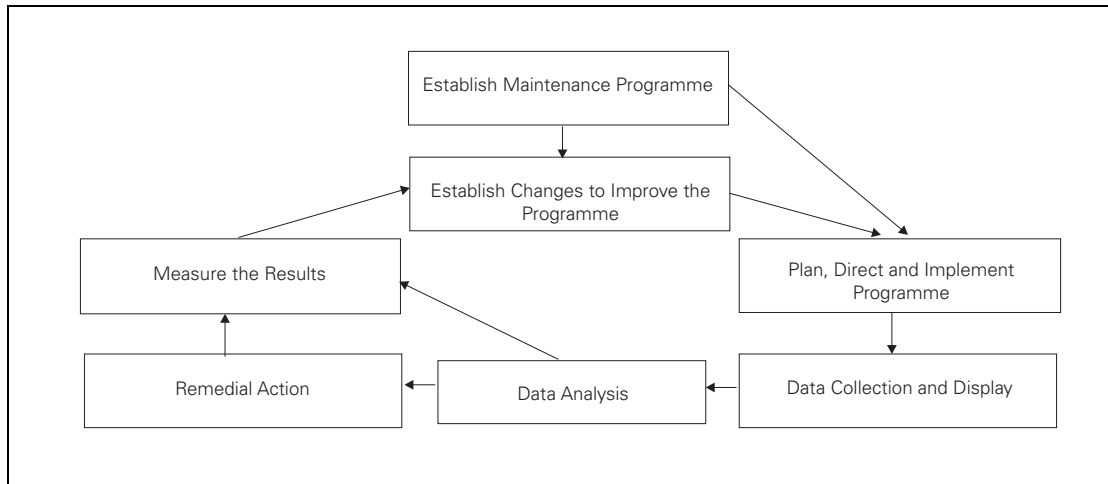 Establish Maintenance Programme
Establish Changes to Improve the
Programme
Measure the Results
Plan, Direct and Implement
Programme
Remedial Action
Data Analysis
Data Collection and Display